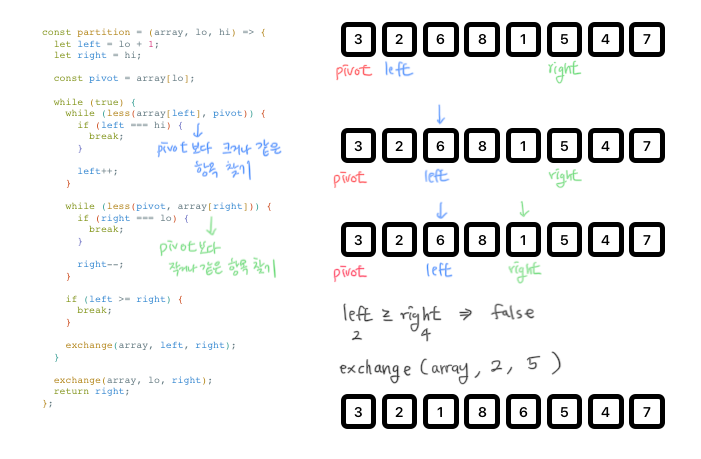 const partition = (array, lo, hi) => {
let left = lo + 1;
let right = hi;
const pivot = array[lo];
while (true) {
while (less(array[left], pivot)) {
if (left === hi) {
break;
}
left++;
}
pivot 보다 크거나 같은
항목 찾기
while (less(pivot, array[right])) {
if (right === lo) {
break;
}
right--;
}
pivot보다
작거나 같은 항목 찾기
if (left >= right) {
break;
}
exchange(array, left, right);
}
exchange(array, lo, right);
return right;
};
3 2 6 8 1 5 4 7
pivot left right
↓
3 2 6 8 1 5 4 7
pivot left right
↓ ↓
3 2 6 8 1 5 4 7
pivot left right
left ≥ right ⇒ false
2 4
exchange (array, 2, 5)
3 2 1 8 6 5 4 7